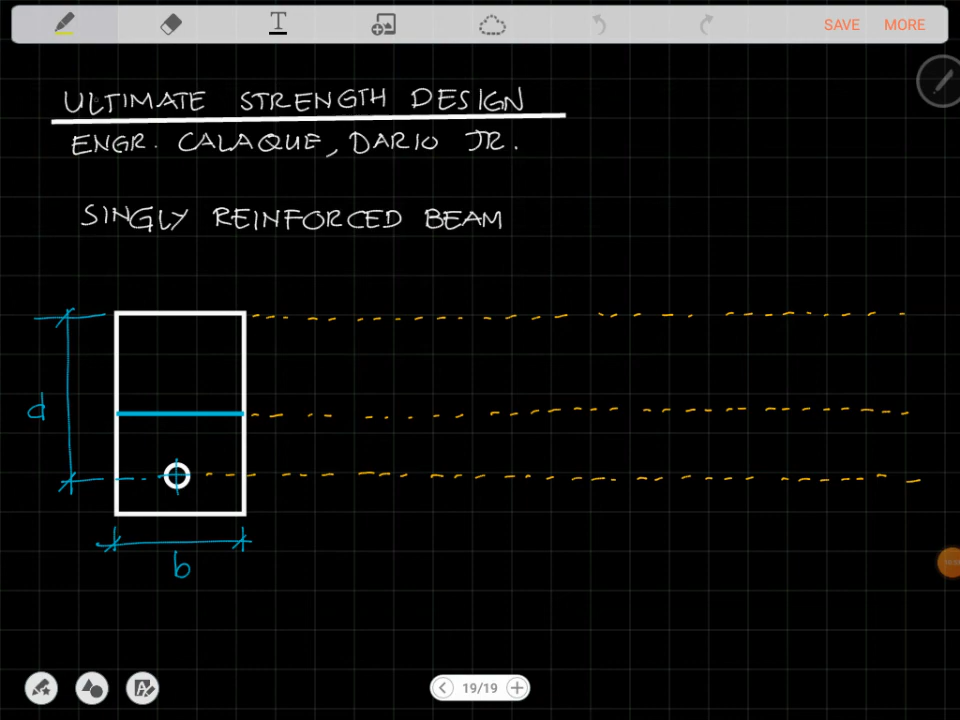 T
SAVE
MORE
ULTIMATE STRENGTH DESIGN
ENGR. CALAQUE, DARIO JR.
SINGLY REINFORCED BEAM
d
b
19/19